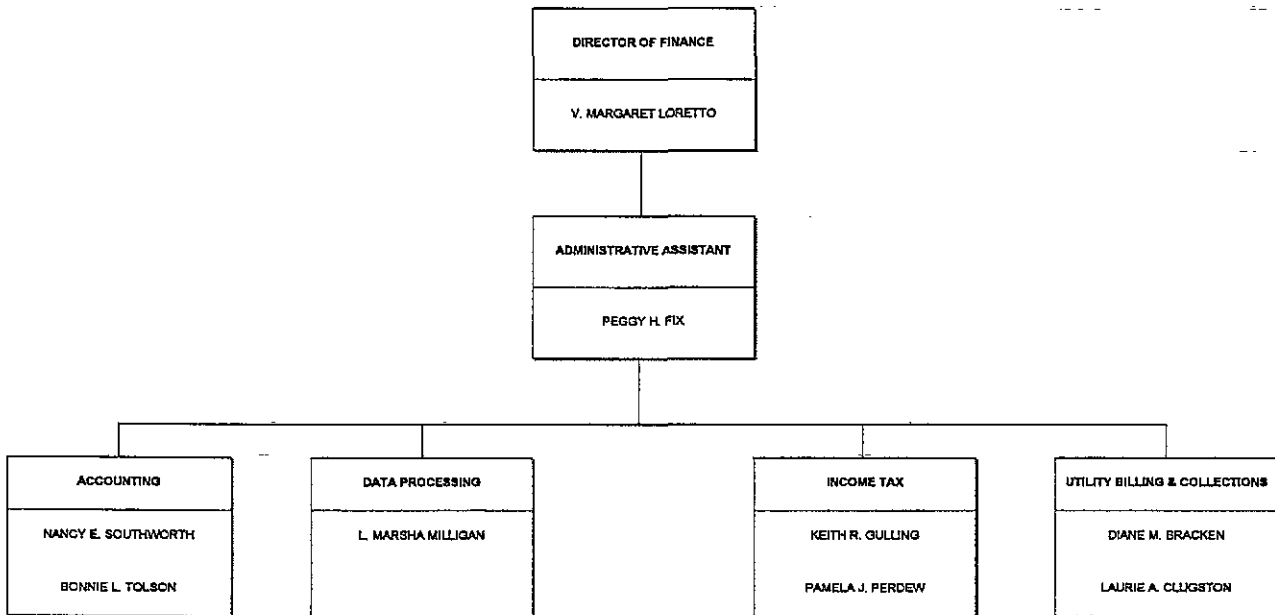 DIRECTOR OF FINANCE
V. MARGARET LORETTO
ADMINISTRATIVE ASSISTANT
PEGGY H. FIX
ACCOUNTING
NANCY E. SOUTHWORTH
BONNIE L. TOLSON
DATA PROCESSING
L. MARSHA MILLIGAN
INCOME TAX
KEITH R. GULLING
PAMELA J. PERDEW
UTILITY BILLING & COLLECTIONS
DIANE M. BRACKEN
LAURIE A. CLUGSTON